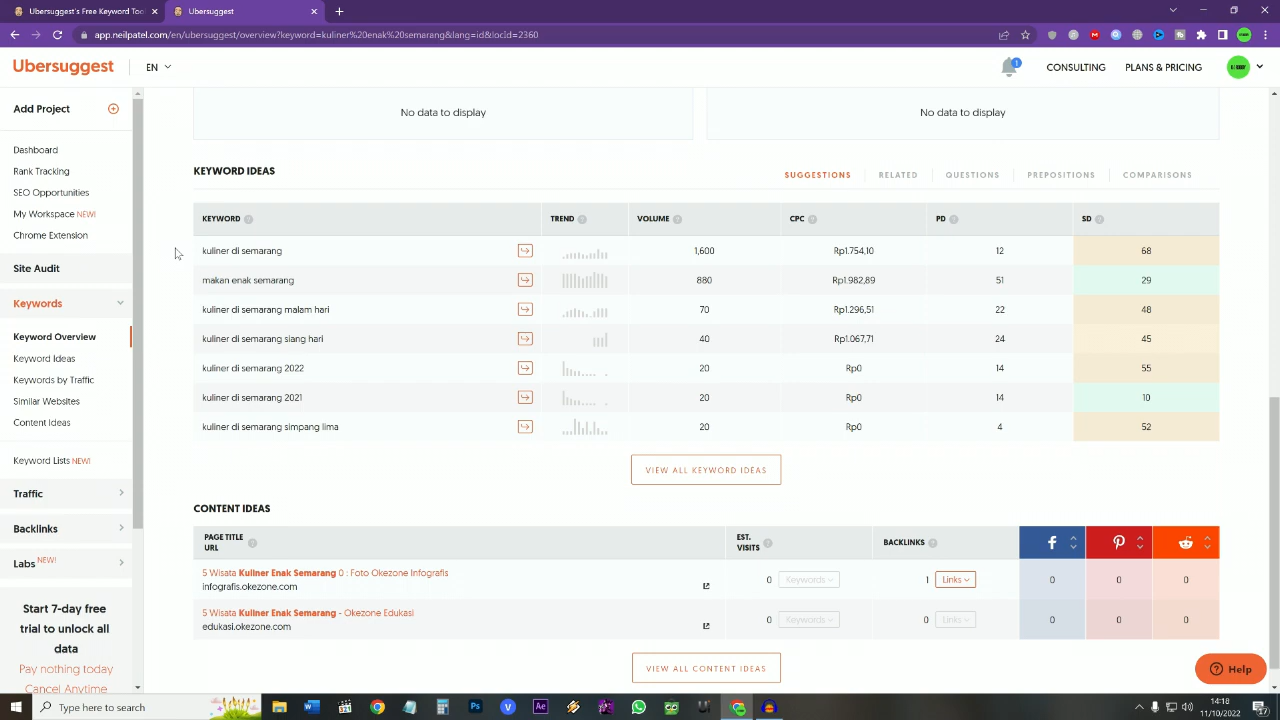 Ubersuggest's Free Keyword Tool
Ubersuggest
app.neilpatel.com/en/ubersuggest/overview?keyword=kuliner%20enak%20semarang&lang=id&locId=2360
Ubersuggest EN
1
CONSULTING PLANS & PRICING
Add Project
Dashboard
Rank Tracking
SEO Opportunities
My Workspace NEW!
Chrome Extension
Site Audit
Keywords
Keyword Overview
Keyword Ideas
Keywords by Traffic
Similar Websites
Content Ideas
Keyword Lists NEW!
Traffic
Backlinks
Labs NEW!
Start 7-day free
trial to unlock all
data
Pay nothing today
Cancel Anytime
No data to display No data to display
KEYWORD IDEAS SUGGESTIONS RELATED QUESTIONS PREPOSITIONS COMPARISONS
KEYWORD TREND VOLUME CPC PD SD
kuliner di semarang 1,600 Rp1.754,10 12 68
makan enak semarang 880 Rp1.982,89 51 29
kuliner di semarang malam hari 70 Rp1.296,51 22 48
kuliner di semarang siang hari 40 Rp1.067,71 24 45
kuliner di semarang 2022 20 Rp0 14 55
kuliner di semarang 2021 20 Rp0 14 10
kuliner di semarang simpang lima 20 Rp0 4 52
VIEW ALL KEYWORD IDEAS
CONTENT IDEAS
PAGE TITLE
URL
EST.
VISITS
BACKLINKS
5 Wisata Kuliner Enak Semarang 0 : Foto Okezone Infografis
infografis.okezone.com
0 Keywords 1 Links 0 0 0
5 Wisata Kuliner Enak Semarang - Okezone Edukasi
edukasi.okezone.com
0 Keywords 0 Links 0 0 0
VIEW ALL CONTENT IDEAS
Help
Type here to search
14:18
11/10/2022